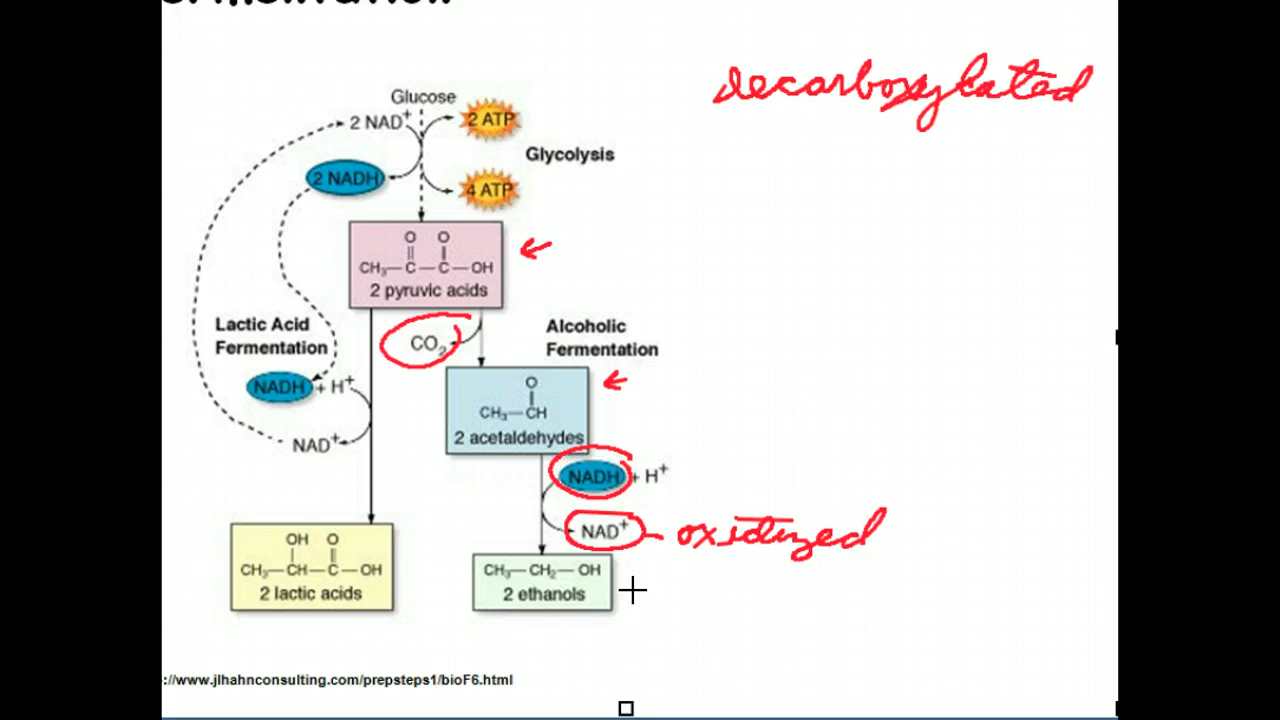 decarboxylated
Glucose
2 NAD+
2 ATP
Glycolysis
2 NADH
4 ATP
O O
CH3—C—C—OH
2 pyruvic acids
Lactic Acid
Fermentation
CO2
Alcoholic
Fermentation
NADH + H+
O
CH3—CH
2 acetaldehydes
NAD+
NADH + H+
NAD+ - oxidized
OH O
CH3—CH—C—OH
2 lactic acids
CH3—CH2—OH
2 ethanols
://www.jlhahnconsulting.com/prepsteps1/bioF6.html